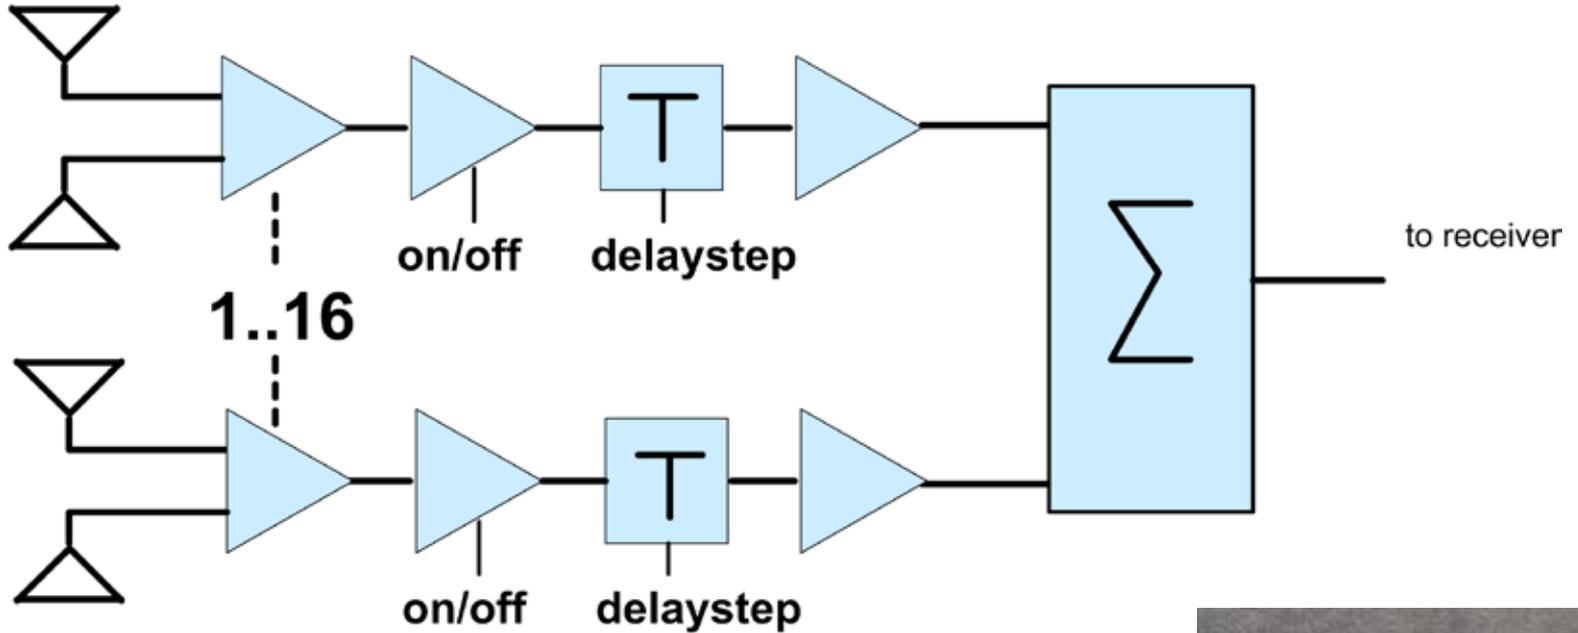 T
on/off
delaystep
Σ
to receiver
1..16
T
on/off
delaystep